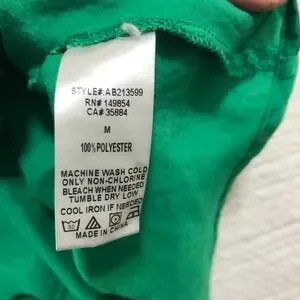 STYLE#:AB213599
RN# 149854
CA# 35884
M
100% POLYESTER
MACHINE WASH COLD
ONLY NON-CHLORINE
BLEACH WHEN NEEDED
TUMBLE DRY LOW
COOL IRON IF NEEDED
MADE IN CHINA